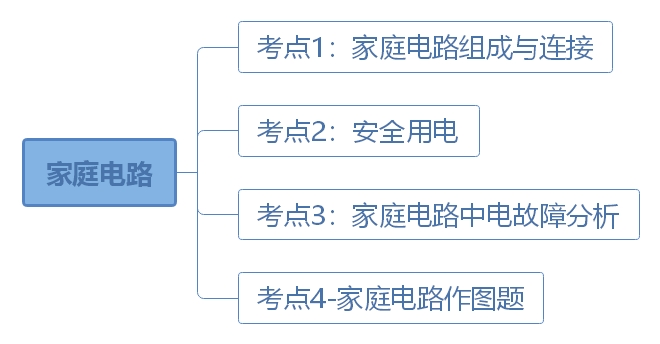 考点1：家庭电路组成与连接
考点2：安全用电
家庭电路
考点3：家庭电路中电故障分析
考点4-家庭电路作图题